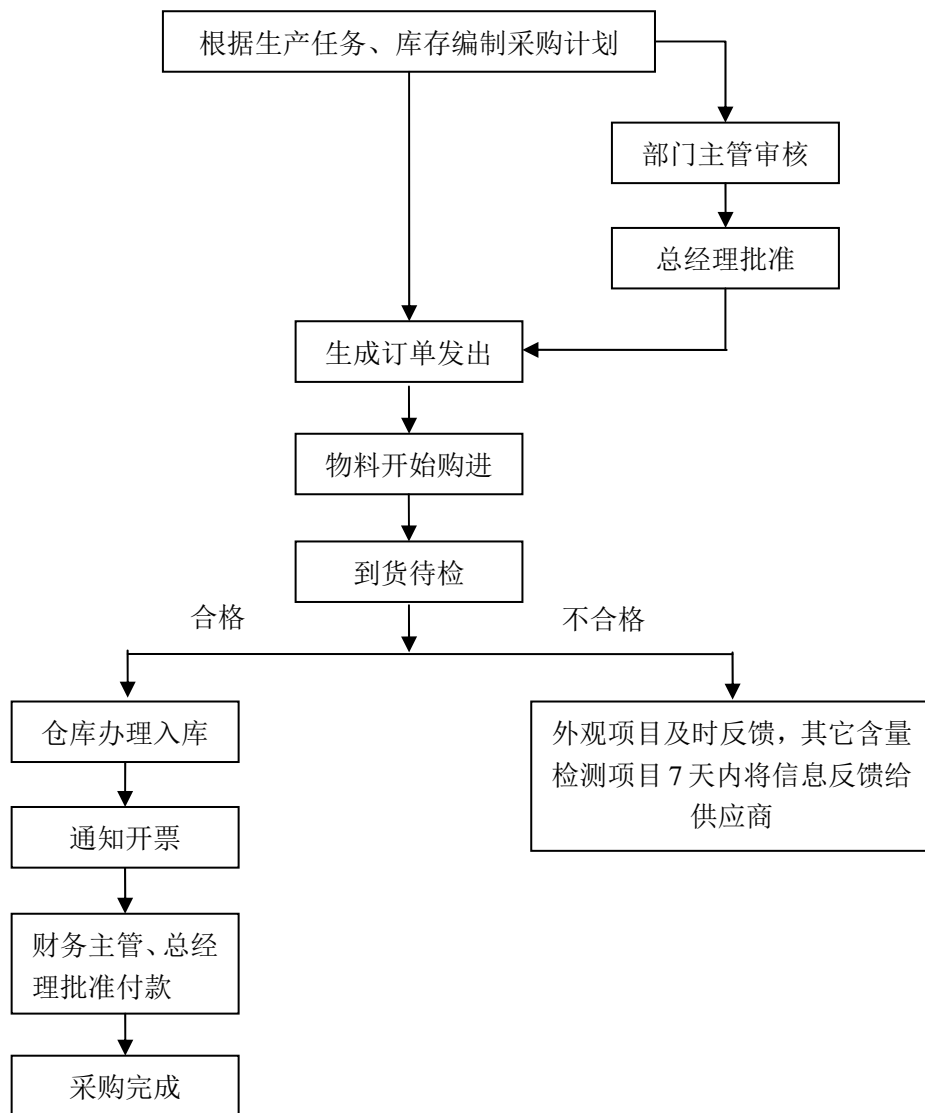 根据生产任务、库存编制采购计划
部门主管审核
总经理批准
生成订单发出
物料开始购进
到货待检
合格
不合格
仓库办理入库
外观项目及时反馈，其它含量
检测项目 7 天内将信息反馈给
供应商
通知开票
财务主管、总经
理批准付款
采购完成